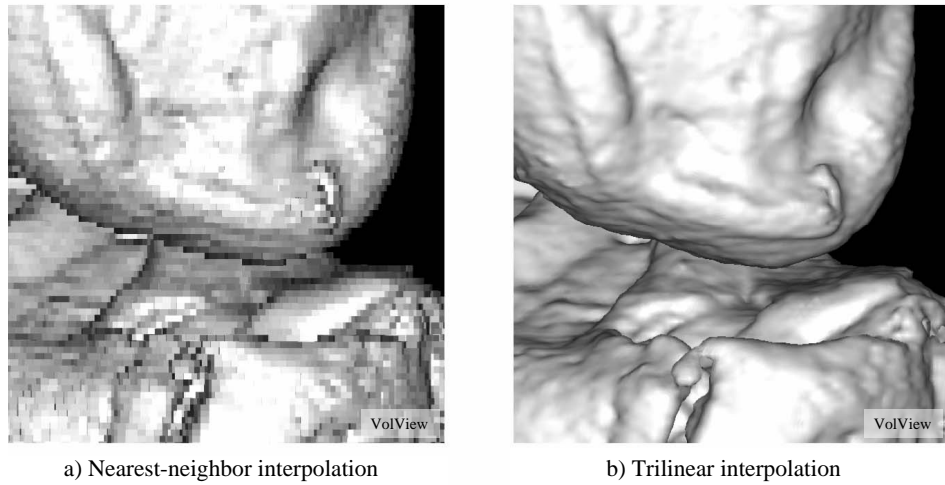 VolView
VolView
a) Nearest-neighbor interpolation
b) Trilinear interpolation